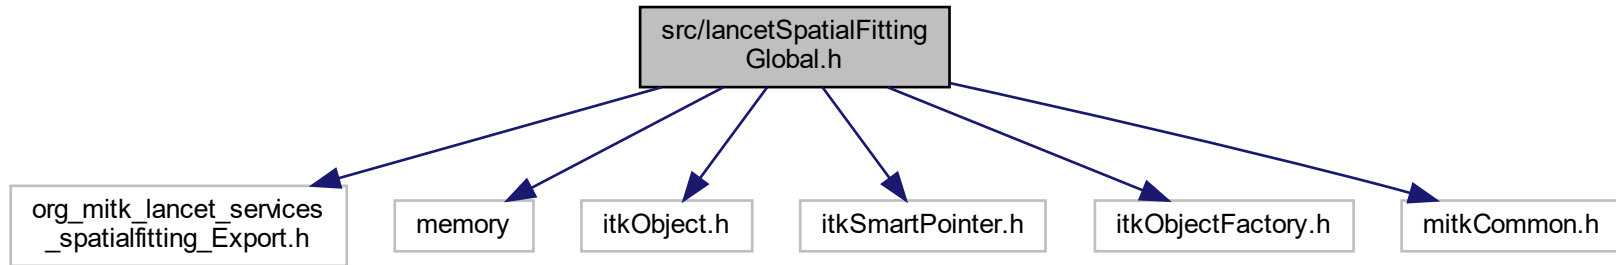 src/lancetSpatialFitting
Global.h
org_mitk_lancet_services
_spatialfitting_Export.h
memory
itkObject.h
itkSmartPointer.h
itkObjectFactory.h
mitkCommon.h